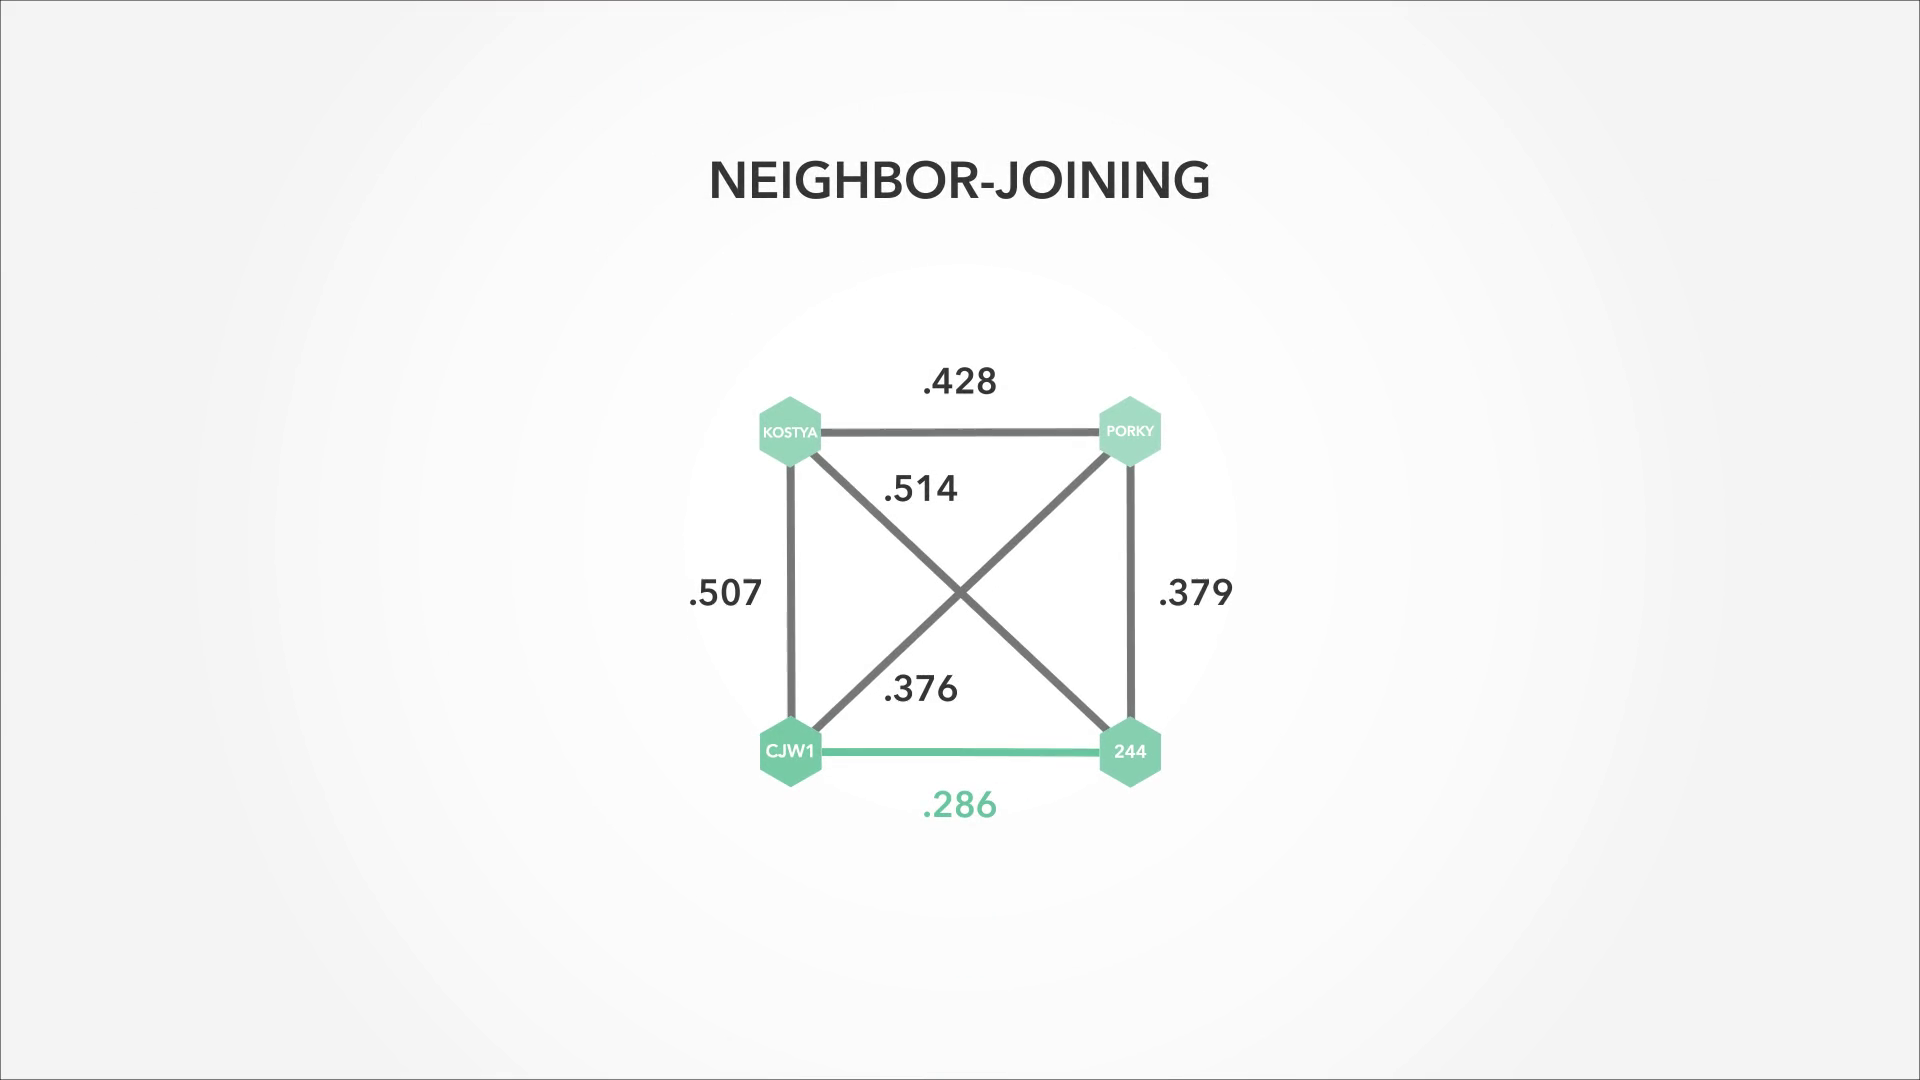 NEIGHBOR-JOINING
.428
KOSTYA
PORKY
.514
.507
.379
.376
CJW1
244
.286